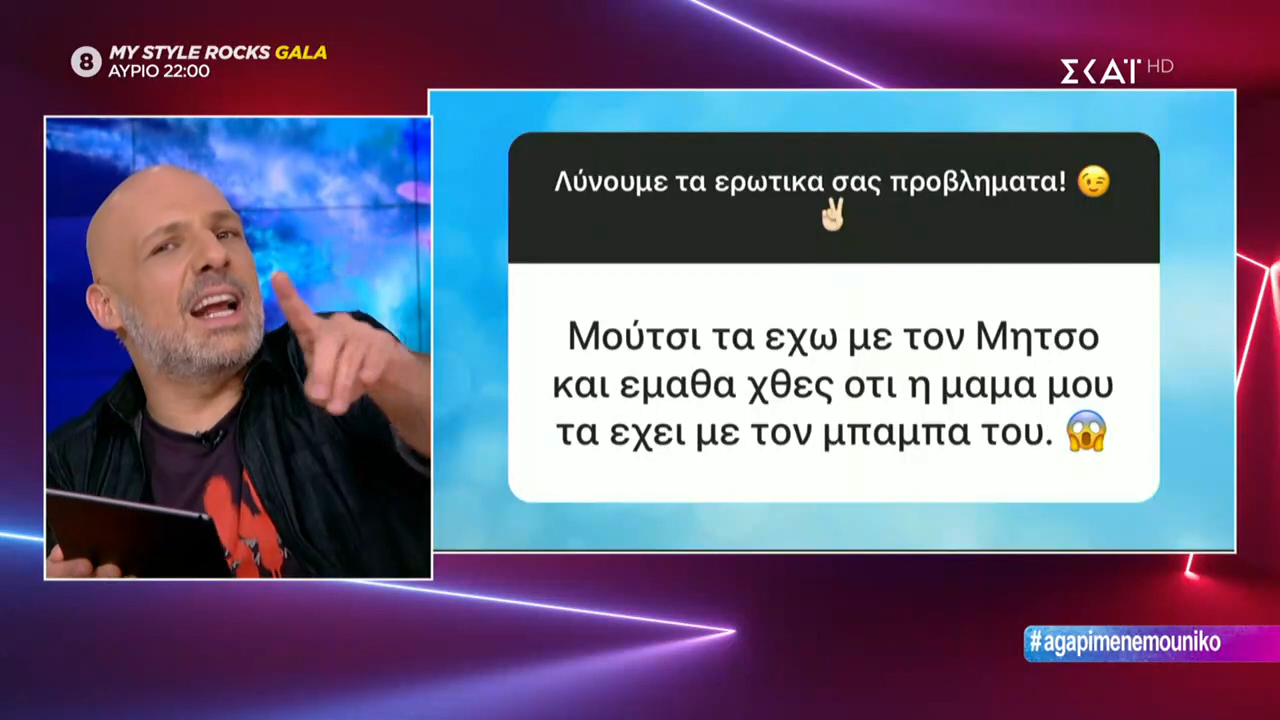 8 MY STYLE ROCKS GALA
ΑΥΡΙΟ 22:00
ΣΚΑΪ HD
Λύνουμε τα ερωτικα σας προβληματα! 😉
✌🏻
Μούτσι τα εχω με τον Μητσο
και εμαθα χθες οτι η μαμα μου
τα εχει με τον μπαμπα του. 😱
#agapimenemouniko